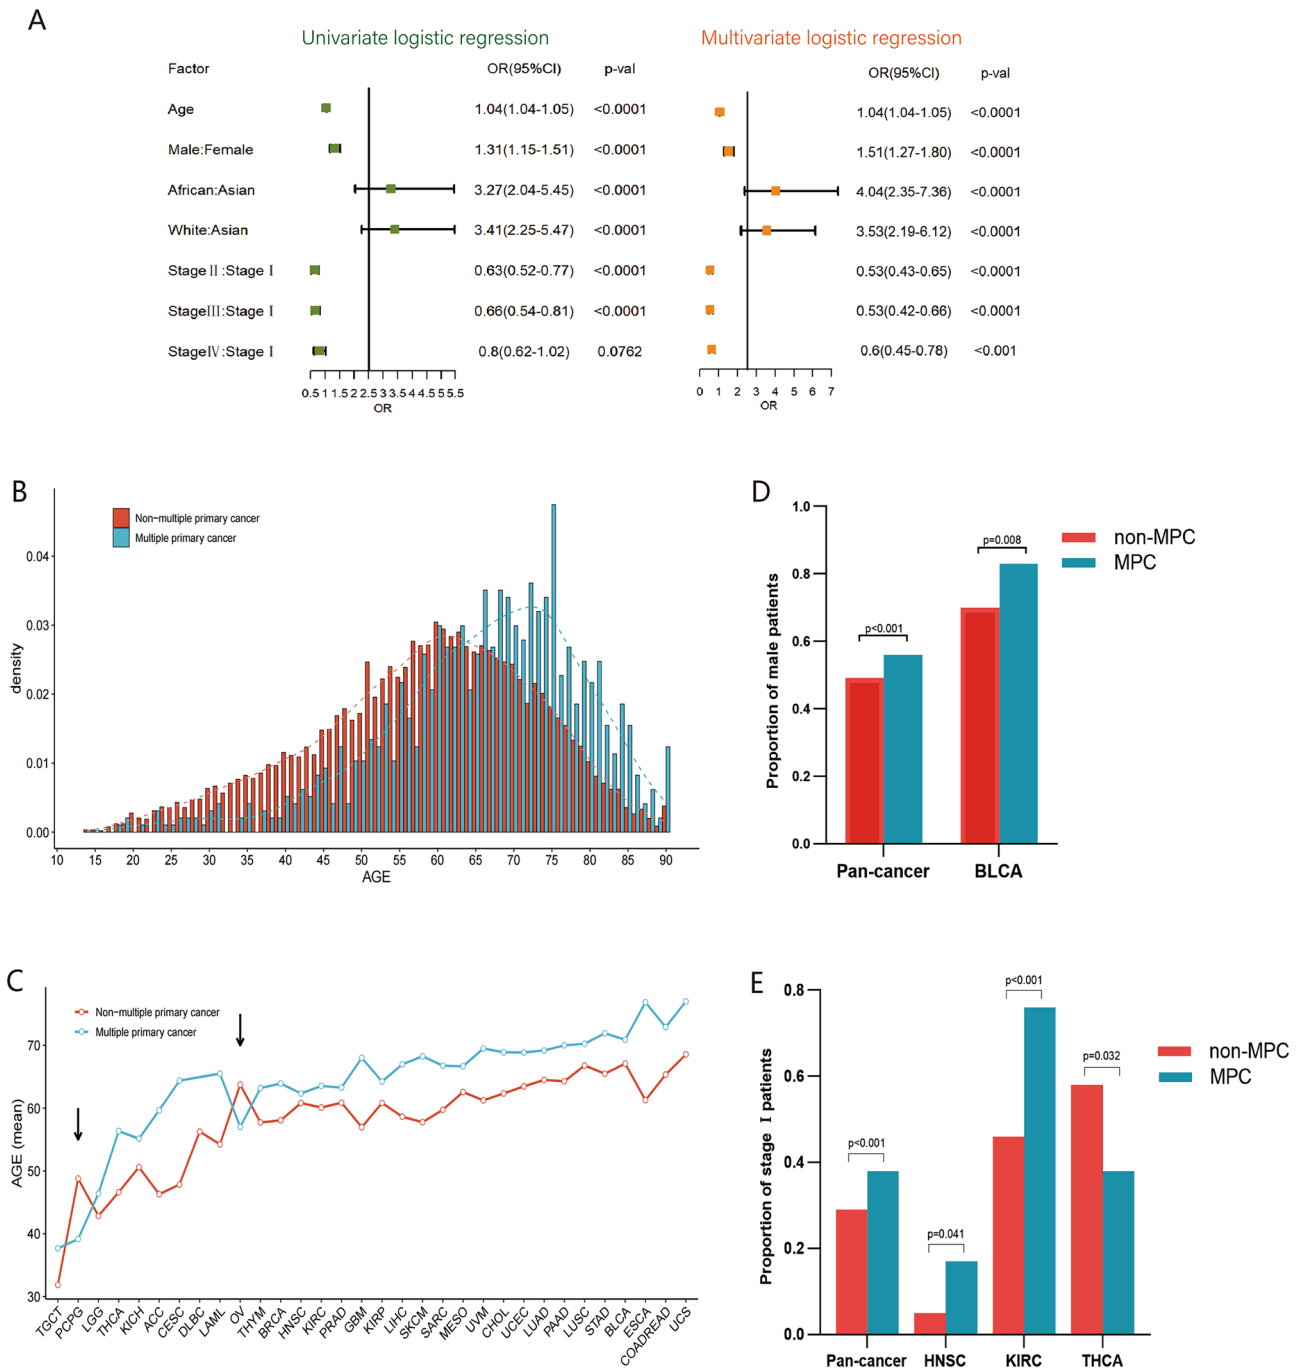 A
Univariate logistic regression
Multivariate logistic regression
Factor OR(95%CI) p-val OR(95%CI) p-val
Age 1.04(1.04-1.05) <0.0001 1.04(1.04-1.05) <0.0001
Male:Female 1.31(1.15-1.51) <0.0001 1.51(1.27-1.80) <0.0001
African:Asian 3.27(2.04-5.45) <0.0001 4.04(2.35-7.36) <0.0001
White:Asian 3.41(2.25-5.47) <0.0001 3.53(2.19-6.12) <0.0001
StageⅡ:Stage Ⅰ 0.63(0.52-0.77) <0.0001 0.53(0.43-0.65) <0.0001
StageⅢ:Stage Ⅰ 0.66(0.54-0.81) <0.0001 0.53(0.42-0.66) <0.0001
StageⅣ:Stage Ⅰ 0.8(0.62-1.02) 0.0762 0.6(0.45-0.78) <0.001
0.5 1 1.5 2 2.5 3 3.5 4 4.5 5 5.5
OR
0 1 2 3 4 5 6 7
OR
B
Non-multiple primary cancer
Multiple primary cancer
density
0.04
0.03
0.02
0.01
0.00
10 15 20 25 30 35 40 45 50 55 60 65 70 75 80 85 90
AGE
D
non-MPC
MPC
Proportion of male patients
1.0
0.8
0.6
0.4
0.2
0.0
p<0.001
p=0.008
Pan-cancer BLCA
C
Non-multiple primary cancer
Multiple primary cancer
AGE (mean)
70
60
50
40
30
TGCT PCPG LGG THCA KICH ACC CESC DLBC LAML OV THYM BRCA HNSC KIRC PRAD GBM KIRP LIHC SKCM SARC MESO UVM CHOL UCEC LUAD PAAD LUSC STAD BLCA ESCA COADREAD UCS
E
non-MPC
MPC
Proportion of stage Ⅰ patients
0.8
0.6
0.4
0.2
0.0
p<0.001
p=0.041
p<0.001
p=0.032
Pan-cancer HNSC KIRC THCA